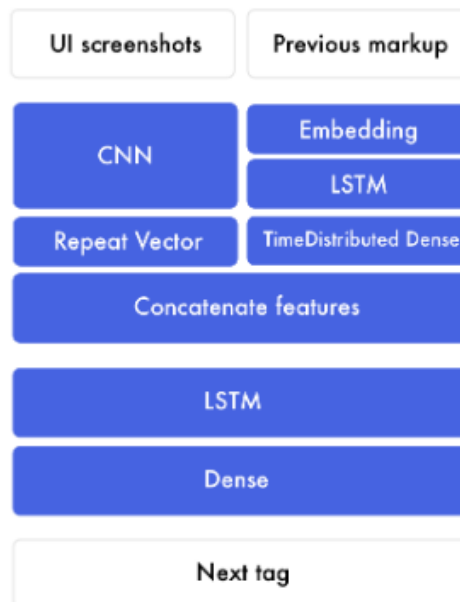 UI screenshots
Previous markup
CNN
Embedding
LSTM
Repeat Vector
TimeDistributed Dense
Concatenate features
LSTM
Dense
Next tag